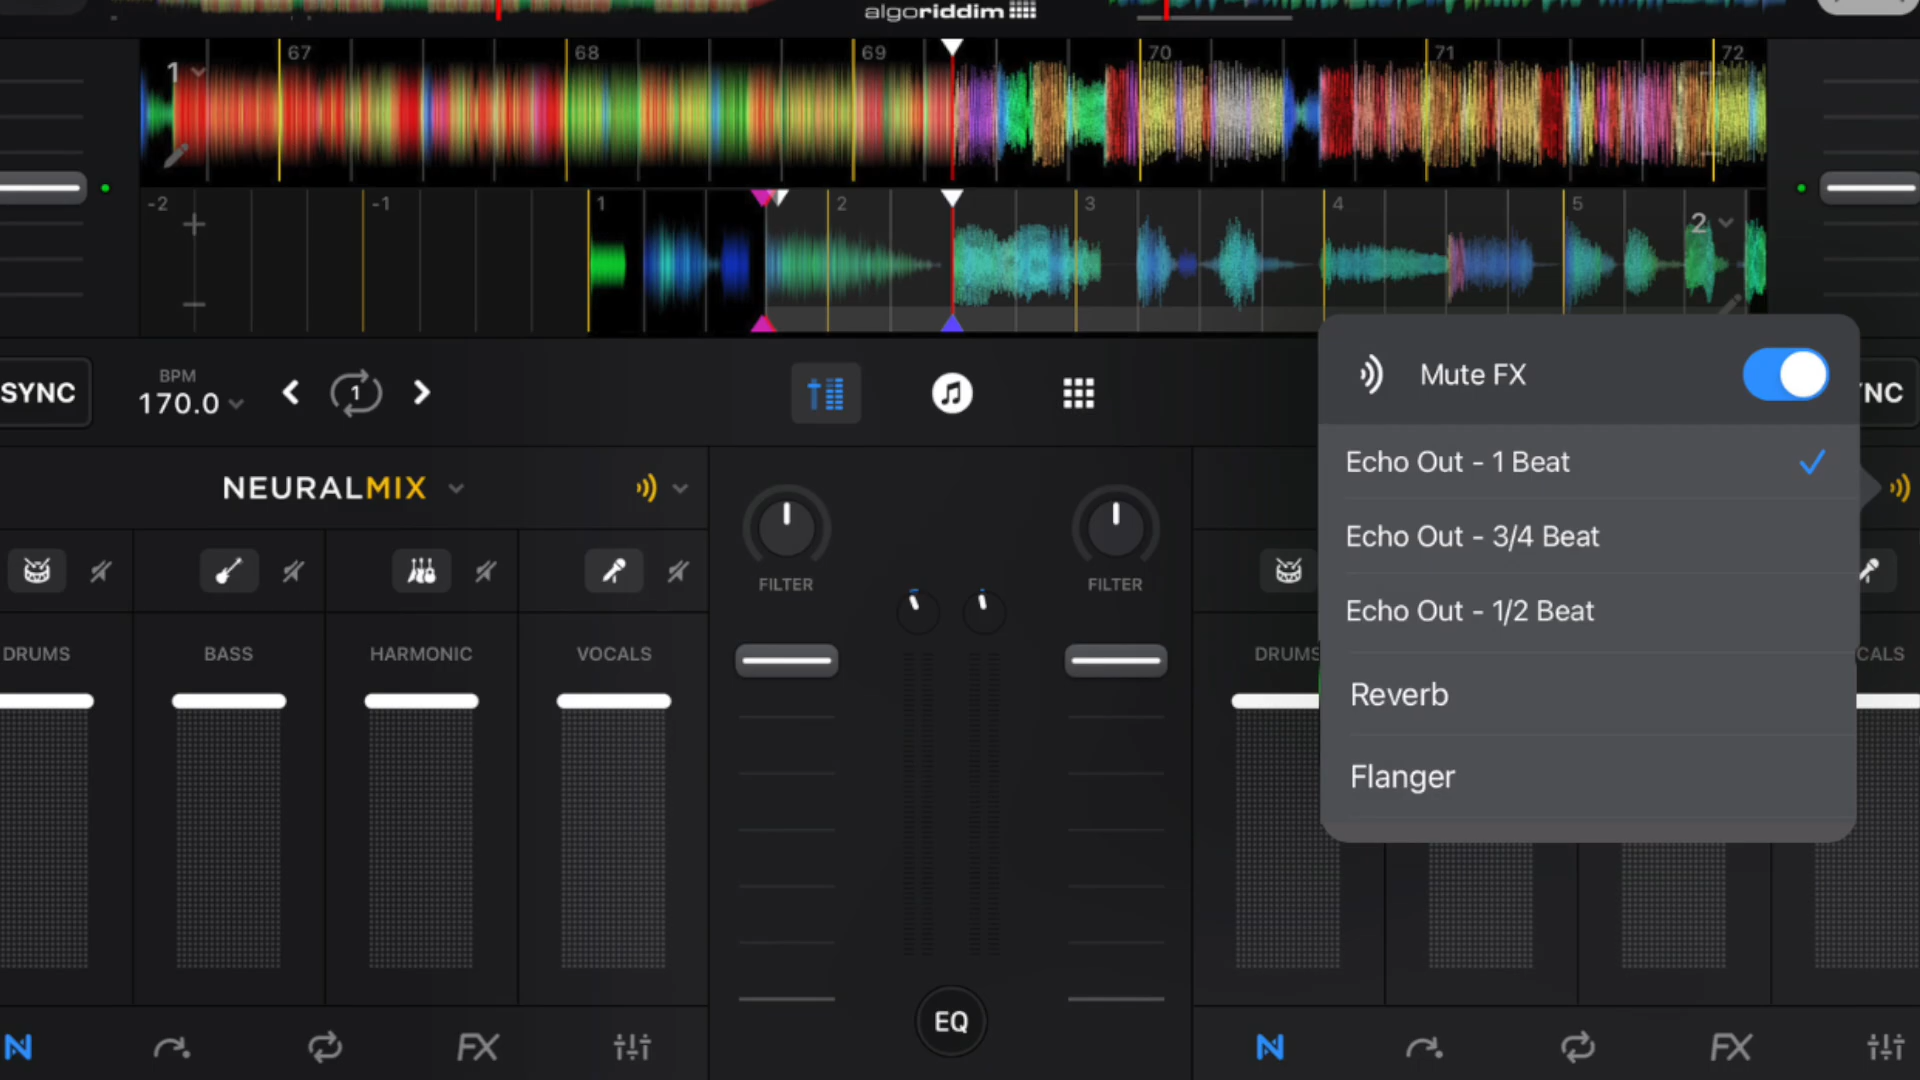 algoriddim
67 68 69 70 71 72
1
-2 -1 1 2 3 4 5
2
SYNC
BPM
170.0
1
Mute FX
NC
Echo Out - 1 Beat
NEURALMIX
Echo Out - 3/4 Beat
FILTER FILTER
Echo Out - 1/2 Beat
DRUMS BASS HARMONIC VOCALS DRUMS CALS
Reverb
Flanger
EQ
FX FX